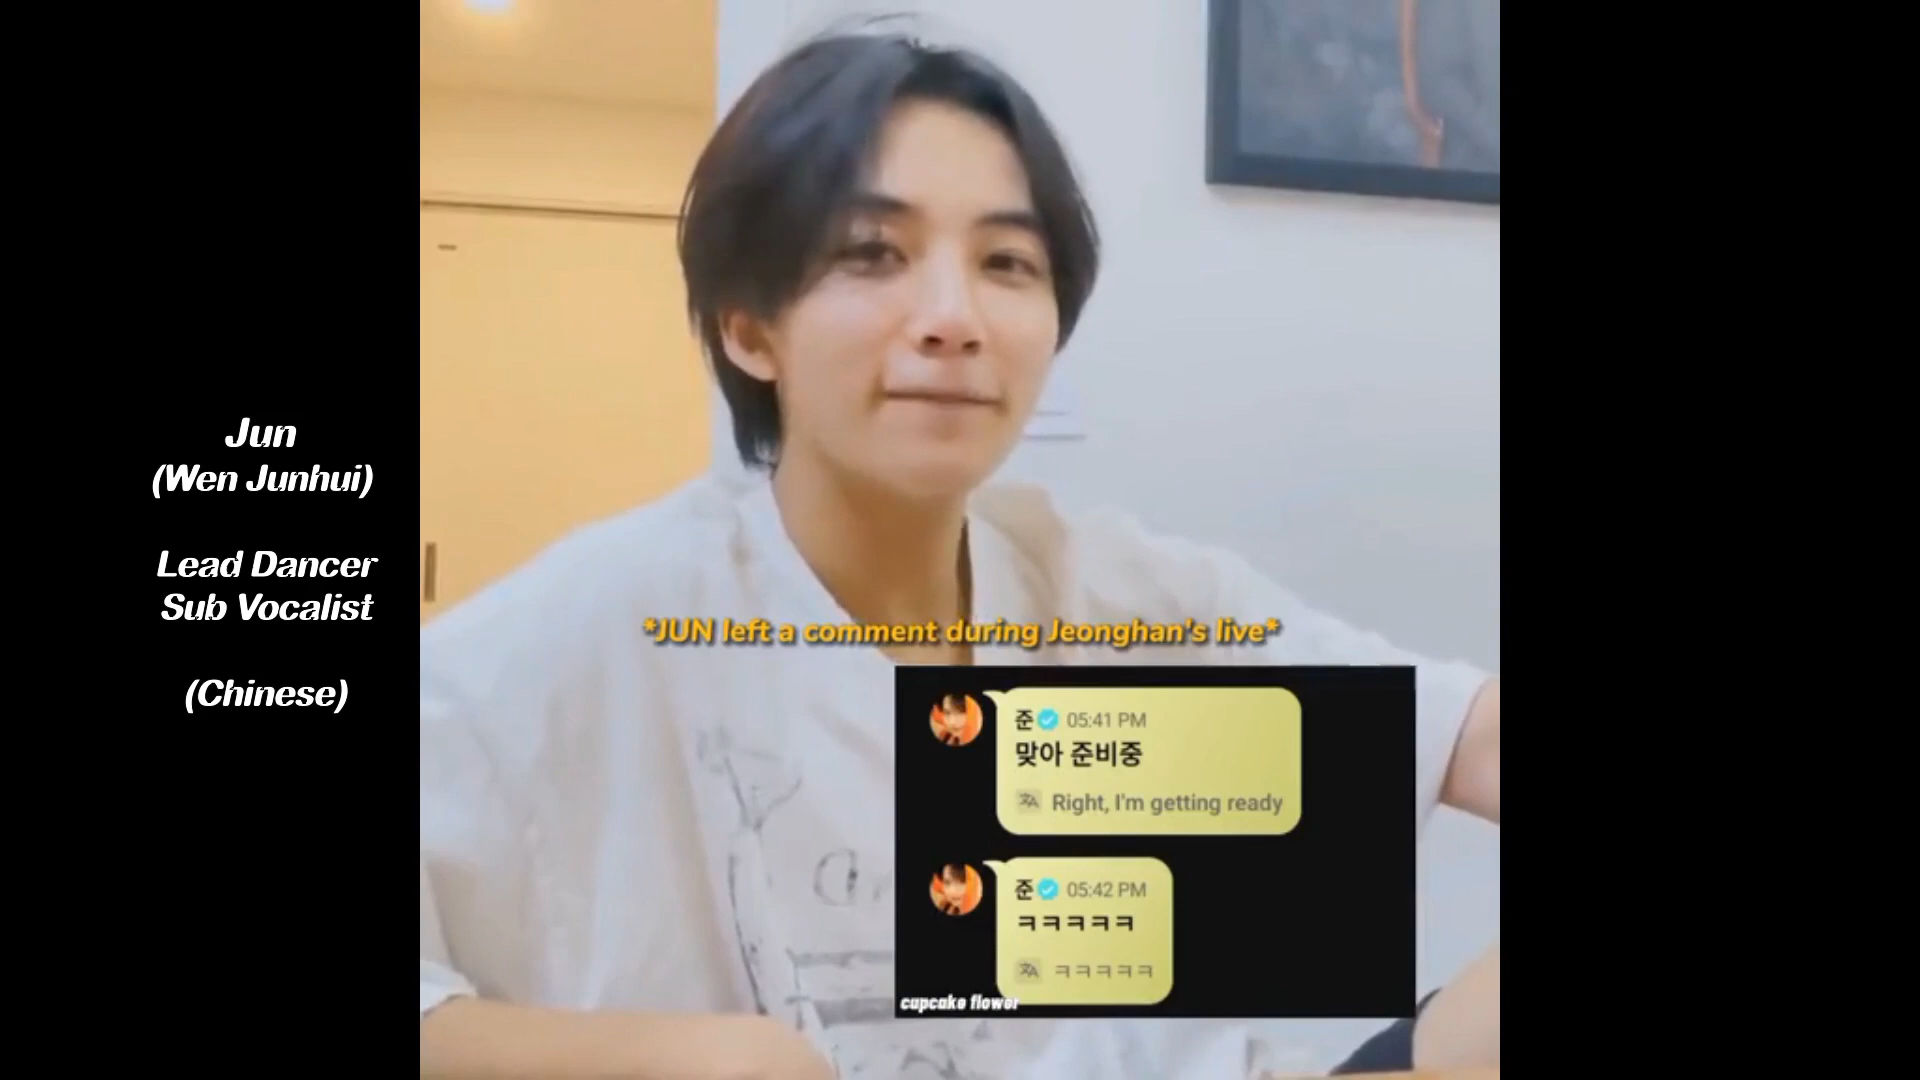 Jun
(Wen Junhui)
Lead Dancer
Sub Vocalist
(Chinese)
*JUN left a comment during Jeonghan's live*
준 05:41 PM
맞아 준비중
Right, I'm getting ready
준 05:42 PM
ㅋㅋㅋㅋㅋ
ㅋㅋㅋㅋㅋ
cupcake flower